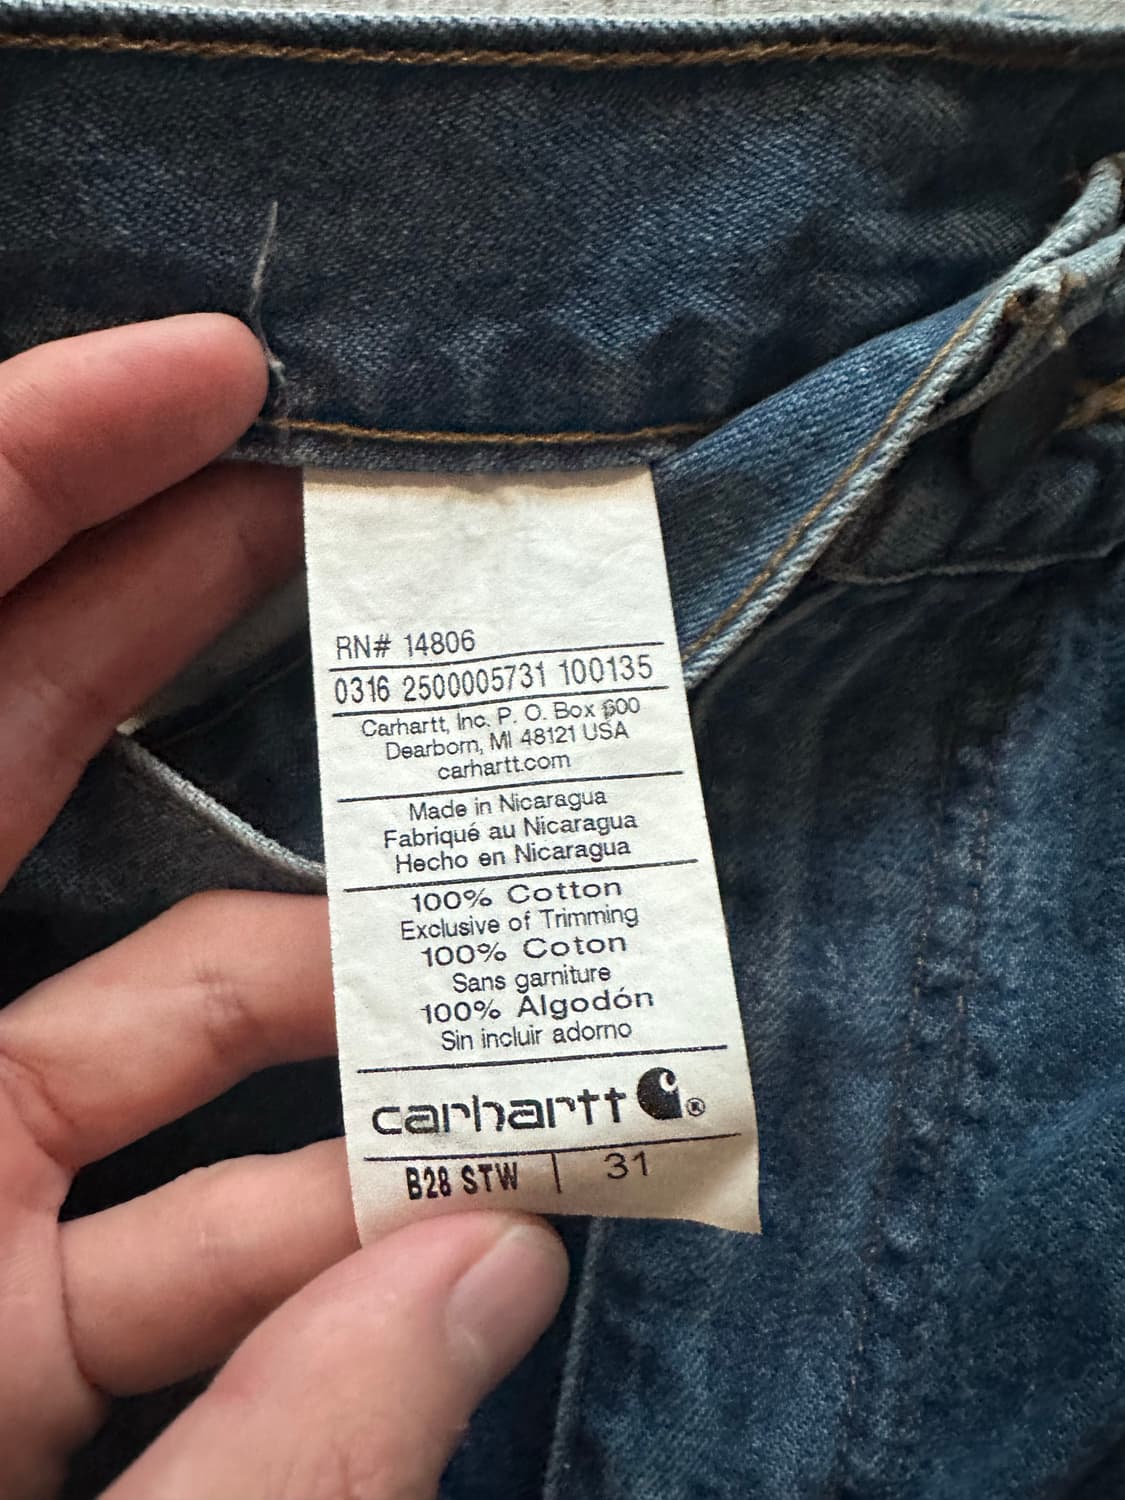 RN# 14806
0316 2500005731 100135
Carhartt, Inc. P. O. Box 600
Dearborn, MI 48121 USA
carhartt.com
Made in Nicaragua
Fabriqué au Nicaragua
Hecho en Nicaragua
100% Cotton
Exclusive of Trimming
100% Coton
Sans garniture
100% Algodón
Sin incluir adorno
carhartt ®
B28 STW | 31